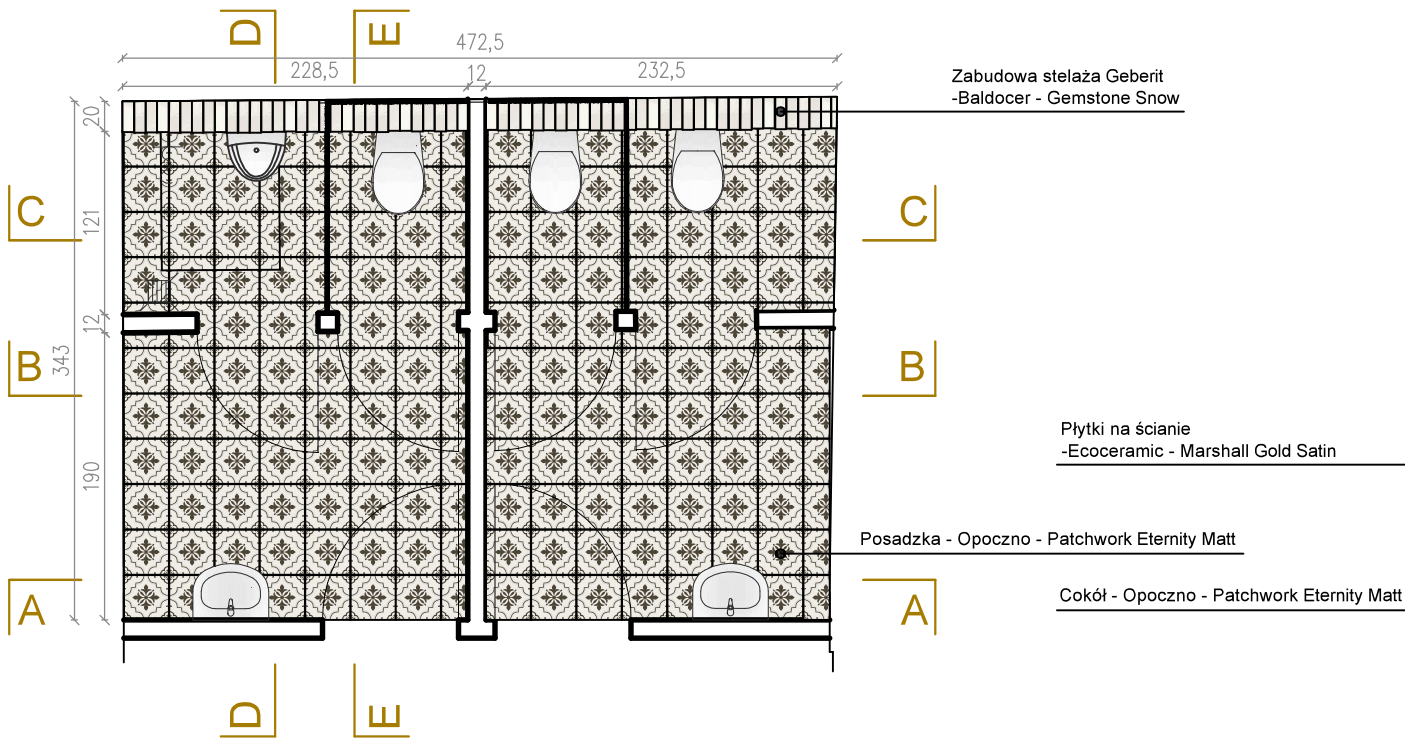 D
E
472,5
228,5
12
232,5
Zabudowa stelaża Geberit
-Baldocer - Gemstone Snow
20
121
12
343
190
C
C
B
B
Płytki na ścianie
-Ecoceramic - Marshall Gold Satin
Posadzka - Opoczno - Patchwork Eternity Matt
Cokół - Opoczno - Patchwork Eternity Matt
A
A
D
E